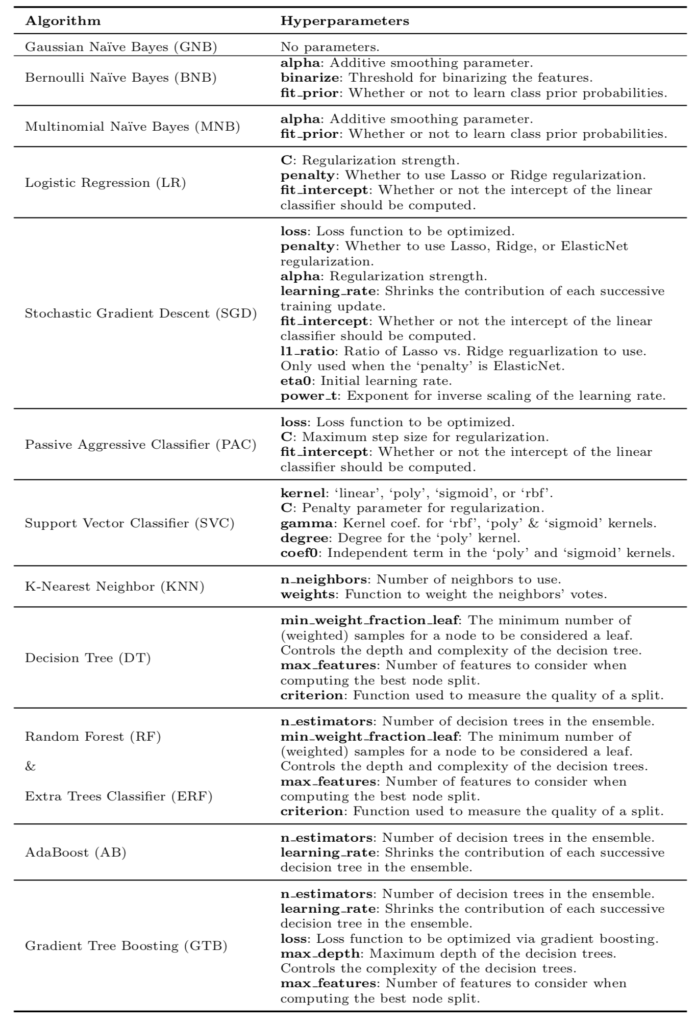 Algorithm Hyperparameters
Gaussian Naïve Bayes (GNB) No parameters.
Bernoulli Naïve Bayes (BNB)
alpha: Additive smoothing parameter.
binarize: Threshold for binarizing the features.
fit_prior: Whether or not to learn class prior probabilities.
Multinomial Naïve Bayes (MNB)
alpha: Additive smoothing parameter.
fit_prior: Whether or not to learn class prior probabilities.
Logistic Regression (LR)
C: Regularization strength.
penalty: Whether to use Lasso or Ridge regularization.
fit_intercept: Whether or not the intercept of the linear
classifier should be computed.
Stochastic Gradient Descent (SGD)
loss: Loss function to be optimized.
penalty: Whether to use Lasso, Ridge, or ElasticNet
regularization.
alpha: Regularization strength.
learning_rate: Shrinks the contribution of each successive
training update.
fit_intercept: Whether or not the intercept of the linear
classifier should be computed.
l1_ratio: Ratio of Lasso vs. Ridge reguarlization to use.
Only used when the ‘penalty’ is ElasticNet.
eta0: Initial learning rate.
power_t: Exponent for inverse scaling of the learning rate.
Passive Aggressive Classifier (PAC)
loss: Loss function to be optimized.
C: Maximum step size for regularization.
fit_intercept: Whether or not the intercept of the linear
classifier should be computed.
Support Vector Classifier (SVC)
kernel: ‘linear’, ‘poly’, ‘sigmoid’, or ‘rbf’.
C: Penalty parameter for regularization.
gamma: Kernel coef. for ‘rbf’, ‘poly’ & ‘sigmoid’ kernels.
degree: Degree for the ‘poly’ kernel.
coef0: Independent term in the ‘poly’ and ‘sigmoid’ kernels.
K-Nearest Neighbor (KNN)
n_neighbors: Number of neighbors to use.
weights: Function to weight the neighbors’ votes.
Decision Tree (DT)
min_weight_fraction_leaf: The minimum number of
(weighted) samples for a node to be considered a leaf.
Controls the depth and complexity of the decision tree.
max_features: Number of features to consider when
computing the best node split.
criterion: Function used to measure the quality of a split.
Random Forest (RF)
&
Extra Trees Classifier (ERF)
n_estimators: Number of decision trees in the ensemble.
min_weight_fraction_leaf: The minimum number of
(weighted) samples for a node to be considered a leaf.
Controls the depth and complexity of the decision trees.
max_features: Number of features to consider when
computing the best node split.
criterion: Function used to measure the quality of a split.
AdaBoost (AB)
n_estimators: Number of decision trees in the ensemble.
learning_rate: Shrinks the contribution of each successive
decision tree in the ensemble.
Gradient Tree Boosting (GTB)
n_estimators: Number of decision trees in the ensemble.
learning_rate: Shrinks the contribution of each successive
decision tree in the ensemble.
loss: Loss function to be optimized via gradient boosting.
max_depth: Maximum depth of the decision trees.
Controls the complexity of the decision trees.
max_features: Number of features to consider when
computing the best node split.